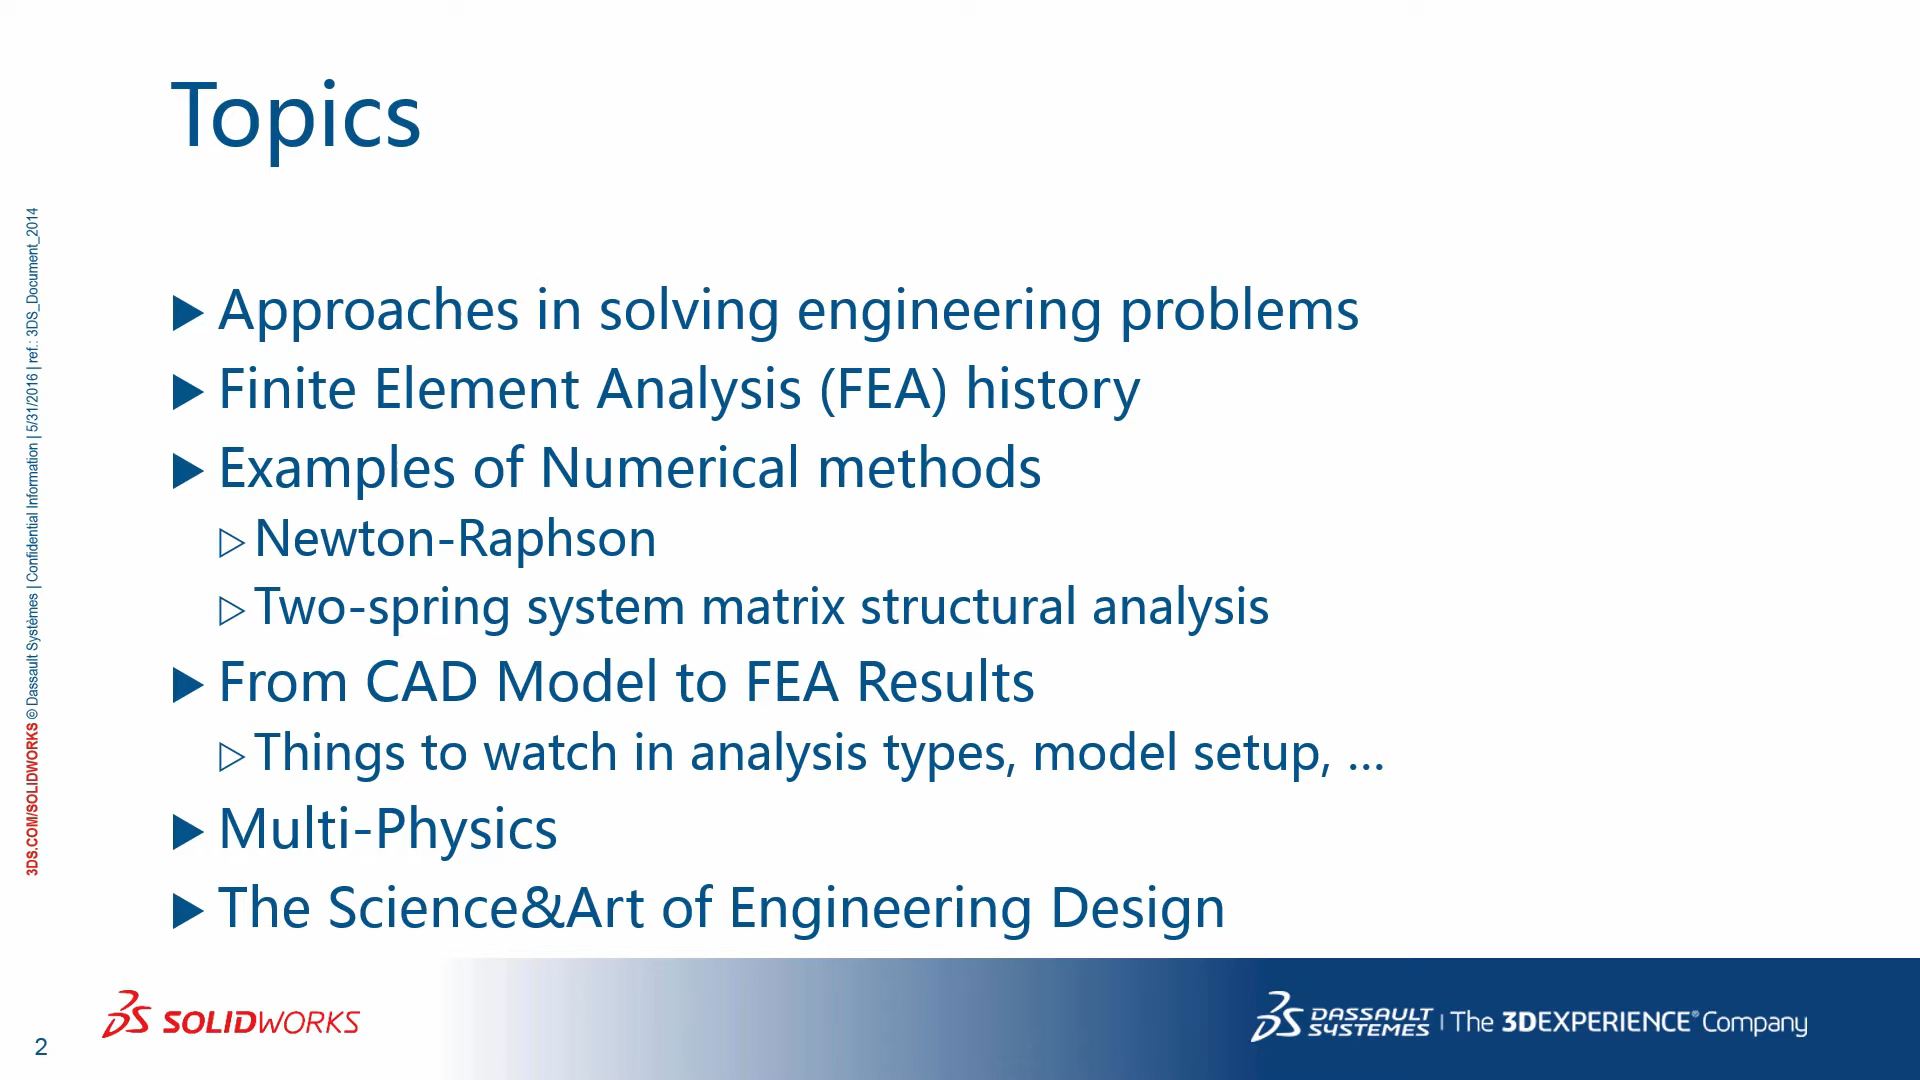 Topics
▶ Approaches in solving engineering problems
▶ Finite Element Analysis (FEA) history
▶ Examples of Numerical methods
▷ Newton-Raphson
▷ Two-spring system matrix structural analysis
▶ From CAD Model to FEA Results
▷ Things to watch in analysis types, model setup, ...
▶ Multi-Physics
▶ The Science&Art of Engineering Design
3DS.COM/SOLIDWORKS © Dassault Systèmes | Confidential Information | 5/31/2016 | ref.: 3DS_Document_2014
2
SOLIDWORKS
DASSAULT SYSTEMES | The 3DEXPERIENCE® Company